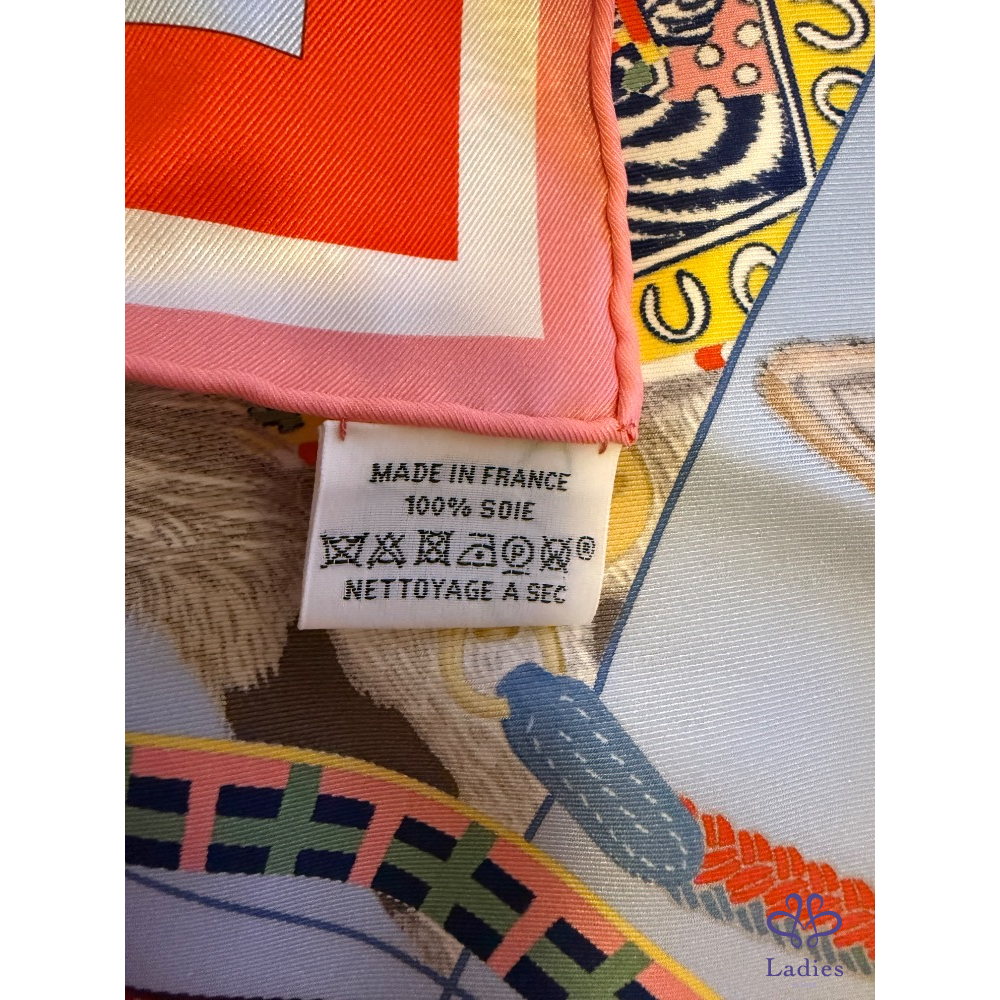 MADE IN FRANCE
100% SOIE
P ®
NETTOYAGE A SEC
Ladies